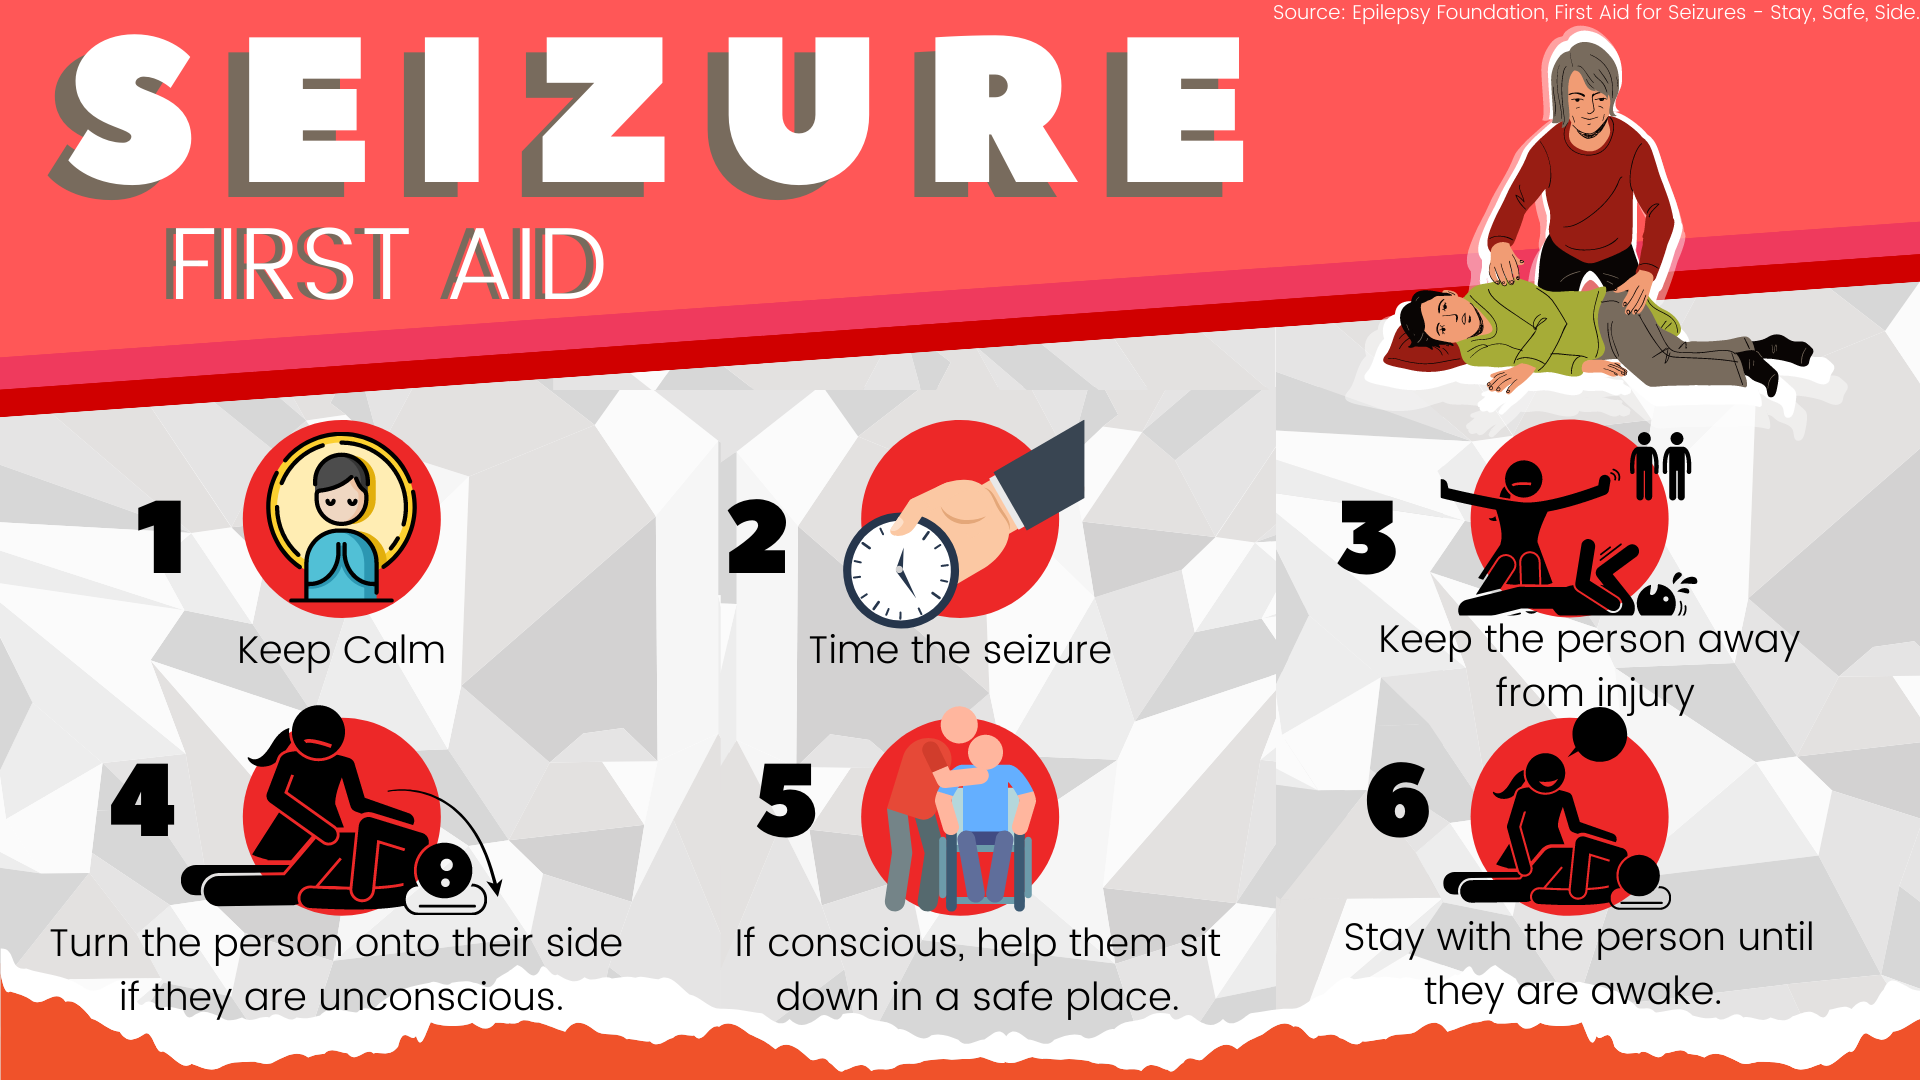 Source: Epilepsy Foundation, First Aid for Seizures - Stay, Safe, Side.
SEIZURE
FIRST AID
1
Keep Calm
2
Time the seizure
3
Keep the person away
from injury
4
Turn the person onto their side
if they are unconscious.
5
If conscious, help them sit
down in a safe place.
6
Stay with the person until
they are awake.